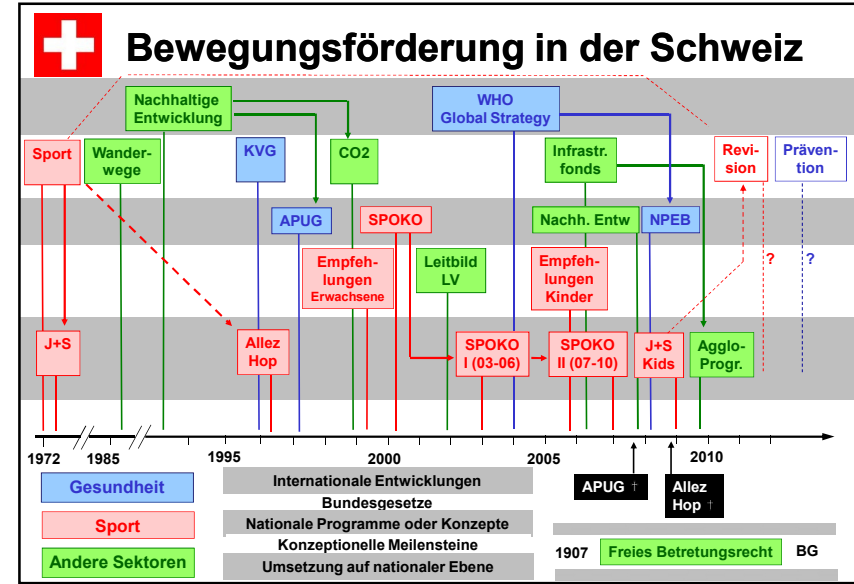 Bewegungsförderung in der Schweiz
Nachhaltige
Entwicklung
WHO
Global Strategy
Sport
Wander-
wege
KVG
CO2
Infrastr.
fonds
Revi-
sion
Präven-
tion
APUG
SPOKO
Nachh. Entw
NPEB
Empfeh-
lungen
Erwachsene
Leitbild
LV
Empfeh-
lungen
Kinder
?
?
J+S
Allez
Hop
SPOKO
I (03-06)
SPOKO
II (07-10)
J+S
Kids
Agglo-
Progr.
1972
1985
1995
2000
2005
2010
Gesundheit
Sport
Andere Sektoren
Internationale Entwicklungen
Bundesgesetze
Nationale Programme oder Konzepte
Konzeptionelle Meilensteine
Umsetzung auf nationaler Ebene
APUG †
Allez
Hop †
1907
Freies Betretungsrecht
BG